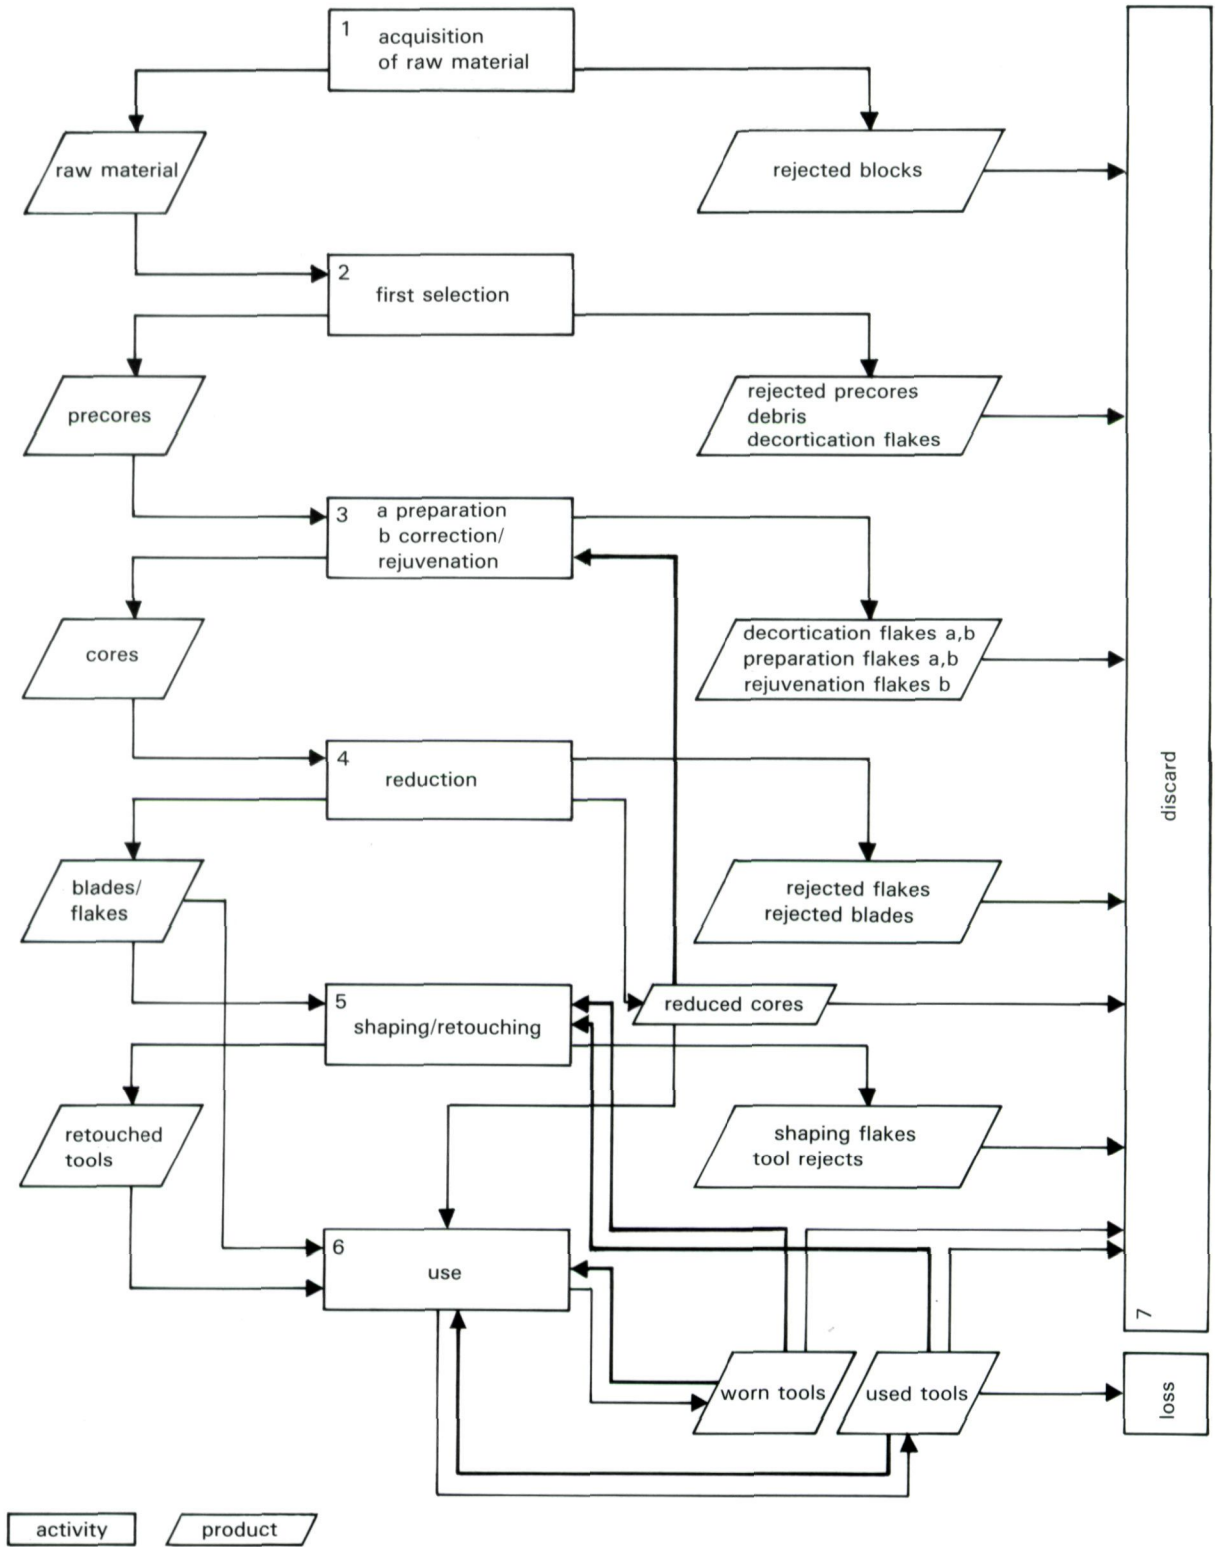 1
acquisition
of raw material
raw material
rejected blocks
2
first selection
precores
rejected precores
debris
decortication flakes
3
a preparation
b correction/
rejuvenation
cores
decortication flakes a,b
preparation flakes a,b
rejuvenation flakes b
4
reduction
discard
blades/
flakes
rejected flakes
rejected blades
5
shaping/retouching
reduced cores
retouched
tools
shaping flakes
tool rejects
6
use
7
worn tools
used tools
loss
activity
product